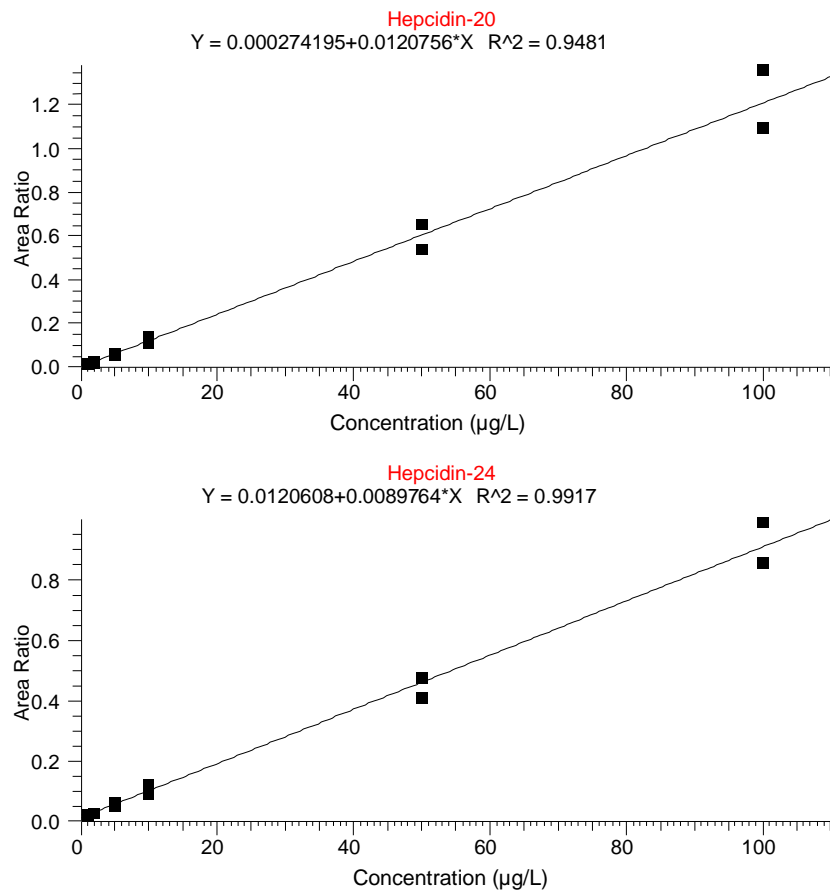 Hepcidin-20
Y = 0.000274195+0.0120756*X R^2 = 0.9481
1.2
1.0
0.8
0.6
0.4
0.2
0.0
Area Ratio
0 20 40 60 80 100
Concentration (µg/L)
Hepcidin-24
Y = 0.0120608+0.0089764*X R^2 = 0.9917
0.8
0.6
0.4
0.2
0.0
Area Ratio
0 20 40 60 80 100
Concentration (µg/L)